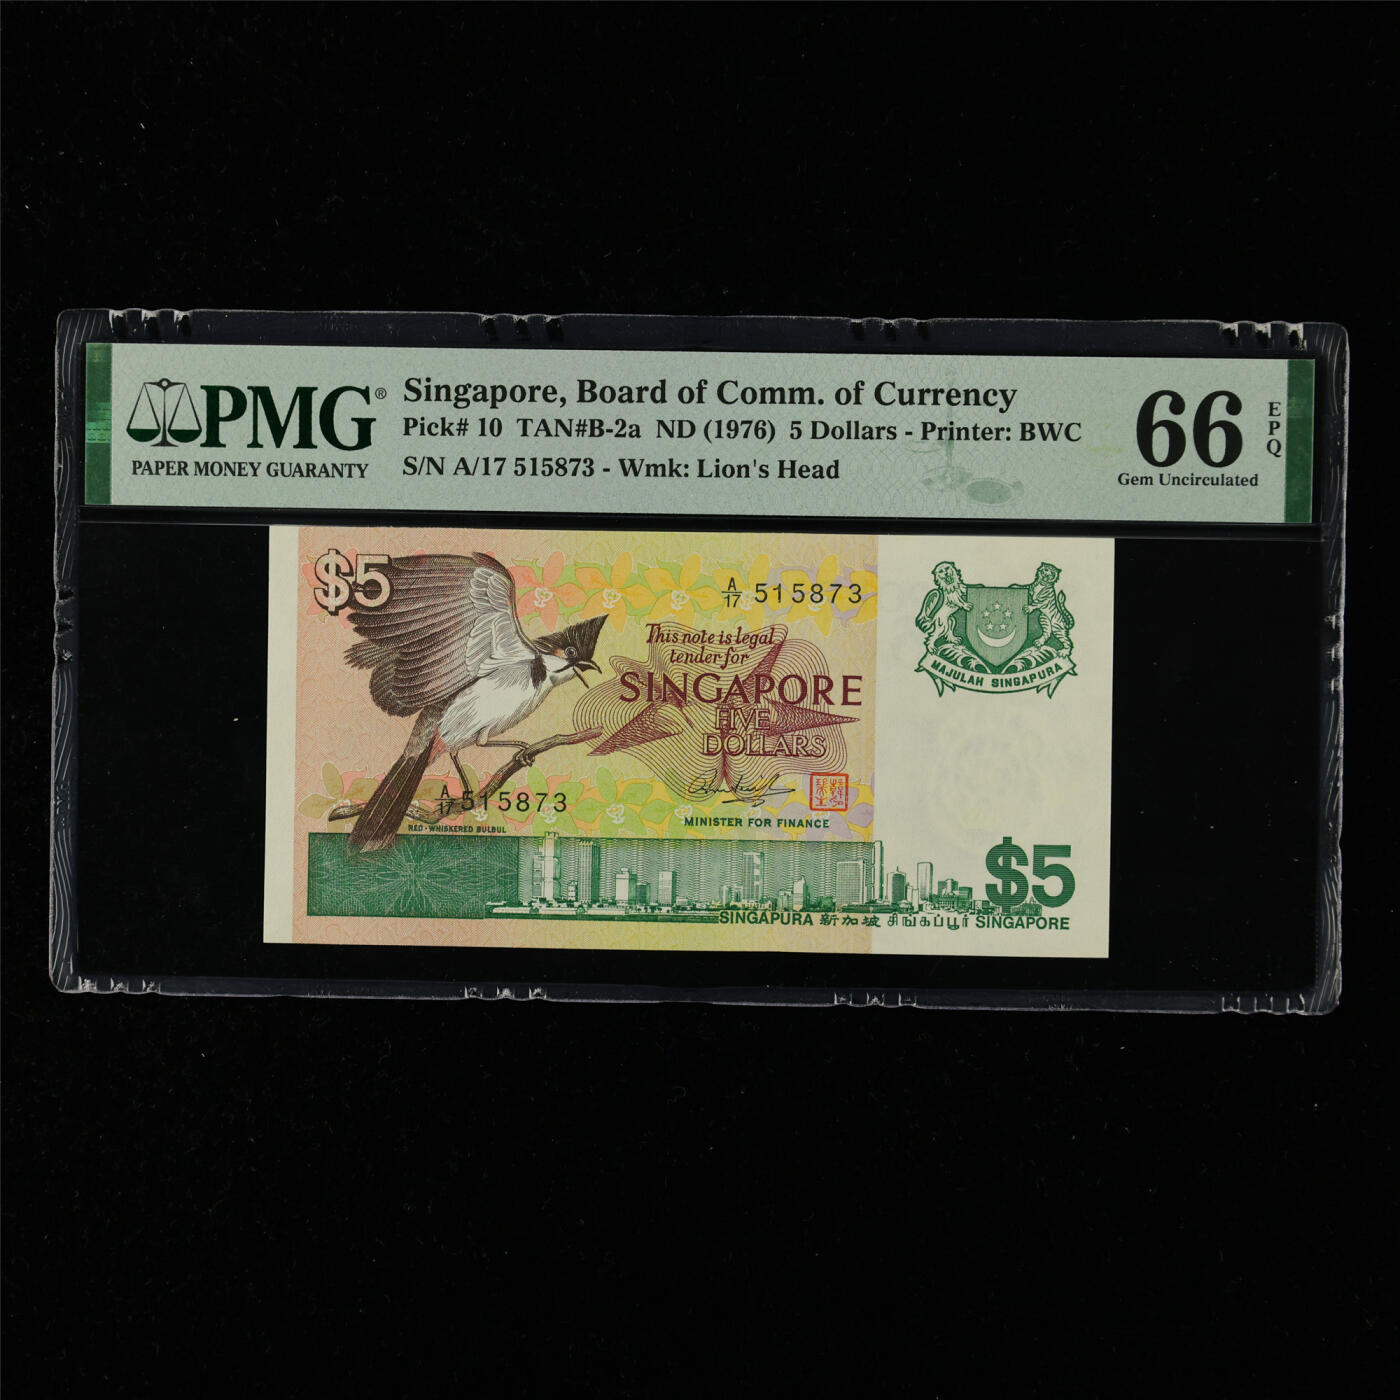 PMG®
PAPER MONEY GUARANTY
Singapore, Board of Comm. of Currency
Pick# 10 TAN#B-2a ND (1976) 5 Dollars - Printer: BWC
S/N A/17 515873 - Wmk: Lion's Head
66
EPQ
Gem Uncirculated
$5
A/17 515873
This note is legal
tender for
SINGAPORE
FIVE
DOLLARS
MINISTER FOR FINANCE
A/17 515873
RED-WHISKERED BULBUL
MAJULAH SINGAPURA
$5
SINGAPURA 新加坡 சிங்கப்பூர் SINGAPORE